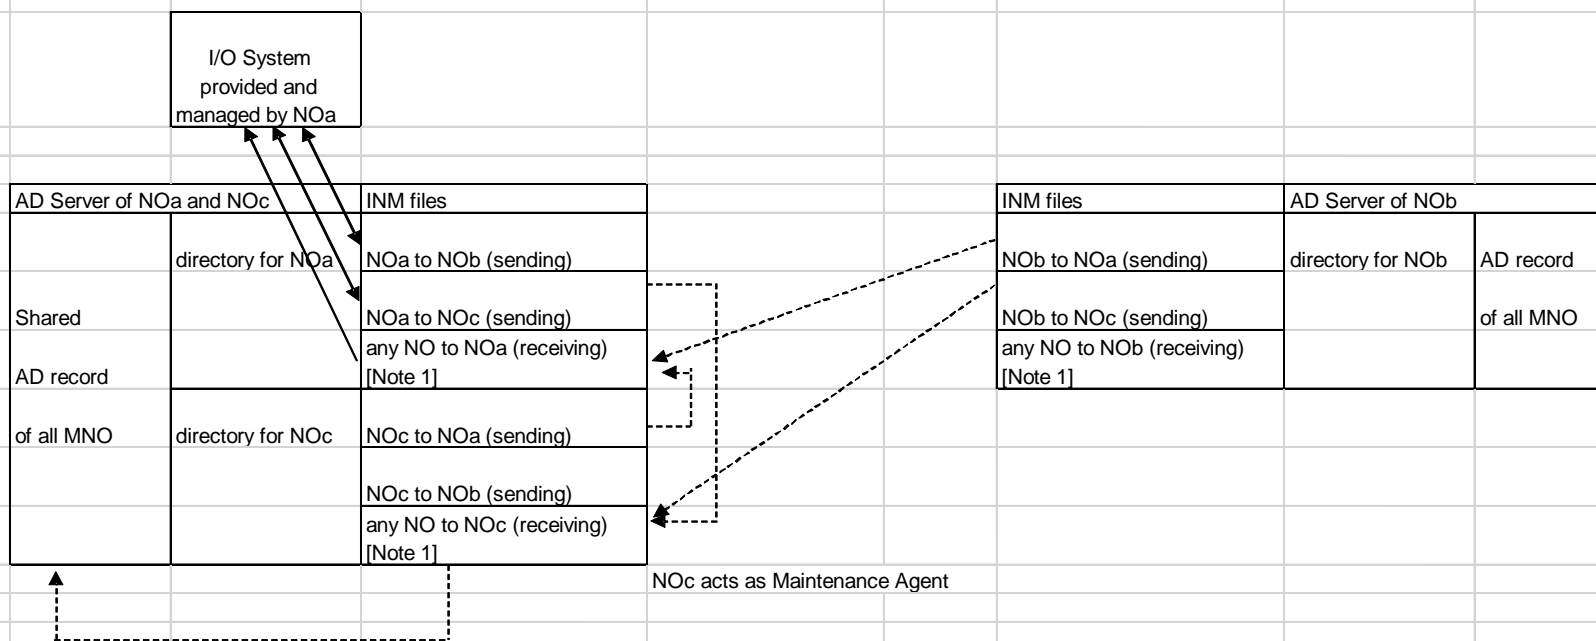 I/O System
provided and
managed by NOa
AD Server of NOa and NOc
INM files
INM files
AD Server of NOb
directory for NOa
NOa to NOb (sending)
NOb to NOa (sending)
directory for NOb
AD record
Shared
NOa to NOc (sending)
NOb to NOc (sending)
of all MNO
any NO to NOa (receiving)
[Note 1]
any NO to NOb (receiving)
[Note 1]
AD record
of all MNO
directory for NOc
NOc to NOa (sending)
NOc to NOb (sending)
any NO to NOc (receiving)
[Note 1]
NOc acts as Maintenance Agent